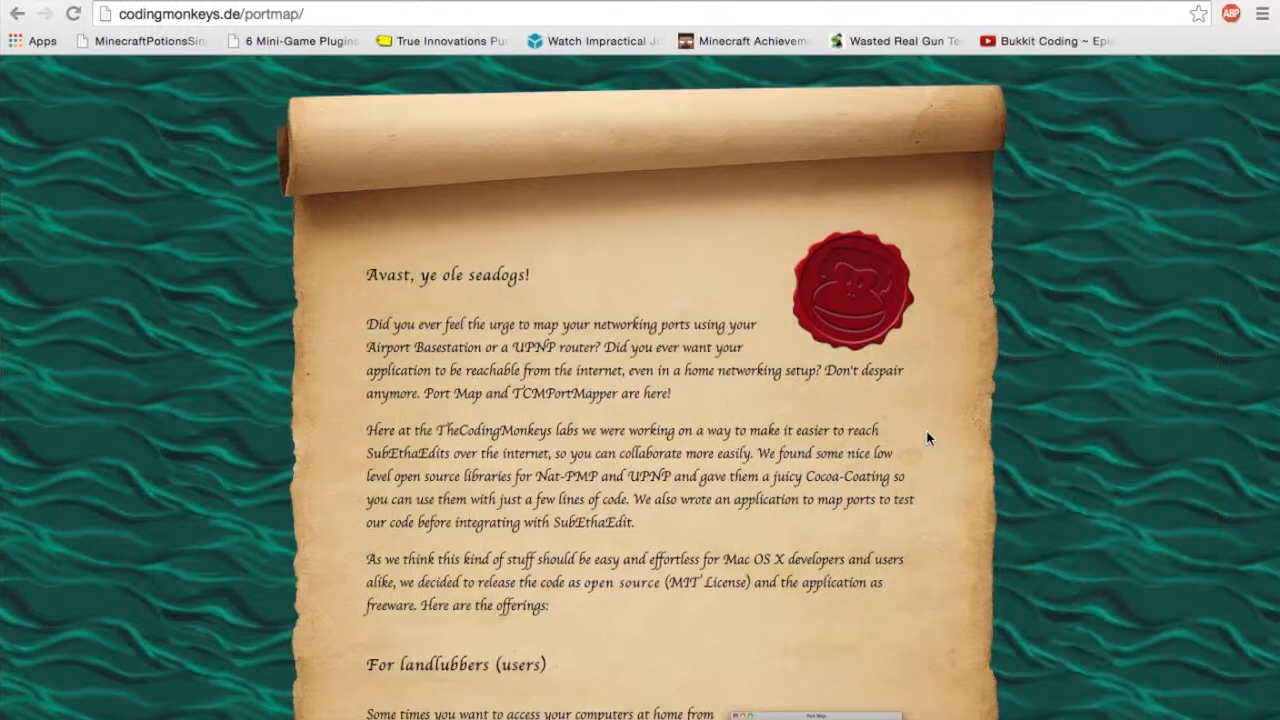 codingmonkeys.de/portmap/
ABP
Apps
MinecraftPotionsSim
6 Mini-Game Plugins
True Innovations Pu
Watch Impractical J
Minecraft Achievem
Wasted Real Gun Te
Bukkit Coding ~ Epi
Avast, ye ole seadogs!
Did you ever feel the urge to map your networking ports using your
Airport Basestation or a UPNP router? Did you ever want your
application to be reachable from the internet, even in a home networking setup? Don't despair
anymore. Port Map and TCMPortMapper are here!
Here at the TheCodingMonkeys labs we were working on a way to make it easier to reach
SubEthaEdits over the internet, so you can collaborate more easily. We found some nice low
level open source libraries for Nat-PMP and UPNP and gave them a juicy Cocoa-Coating so
you can use them with just a few lines of code. We also wrote an application to map ports to test
our code before integrating with SubEthaEdit.
As we think this kind of stuff should be easy and effortless for Mac OS X developers and users
alike, we decided to release the code as open source (MIT License) and the application as
freeware. Here are the offerings:
For landlubbers (users)
Some times you want to access your computers at home from
Port Map